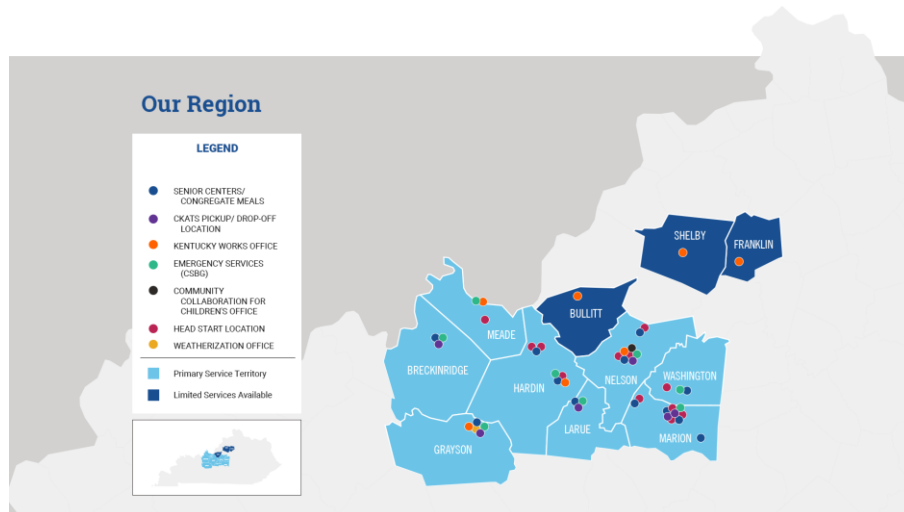 Our Region
LEGEND
SENIOR CENTERS/
CONGREGATE MEALS
CKATS PICKUP/ DROP-OFF
LOCATION
KENTUCKY WORKS OFFICE
EMERGENCY SERVICES
(CSBG)
COMMUNITY
COLLABORATION FOR
CHILDREN'S OFFICE
HEAD START LOCATION
WEATHERIZATION OFFICE
Primary Service Territory
Limited Services Available
SHELBY
FRANKLIN
BULLITT
MEADE
BRECKINRIDGE
HARDIN
NELSON
WASHINGTON
LARUE
MARION
GRAYSON